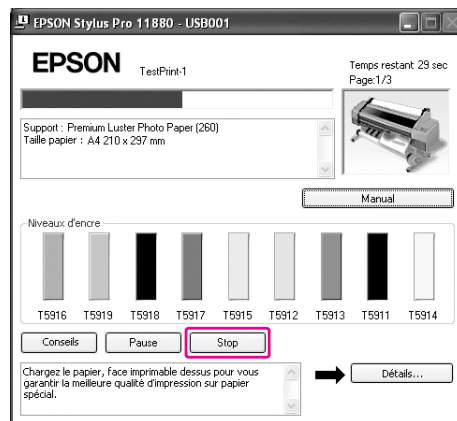 EPSON Stylus Pro 11880 - USB001
EPSON TestPrint-1
Temps restant 29 sec
Page:1/3
Support : Premium Luster Photo Paper (260)
Taille papier : A4 210 x 297 mm
Manual
Niveaux d'encre
T5916 T5919 T5918 T5917 T5915 T5912 T5913 T5911 T5914
Conseils Pause Stop
Chargez le papier, face imprimable dessus pour vous
garantir la meilleure qualité d'impression sur papier
spécial.
Détails...